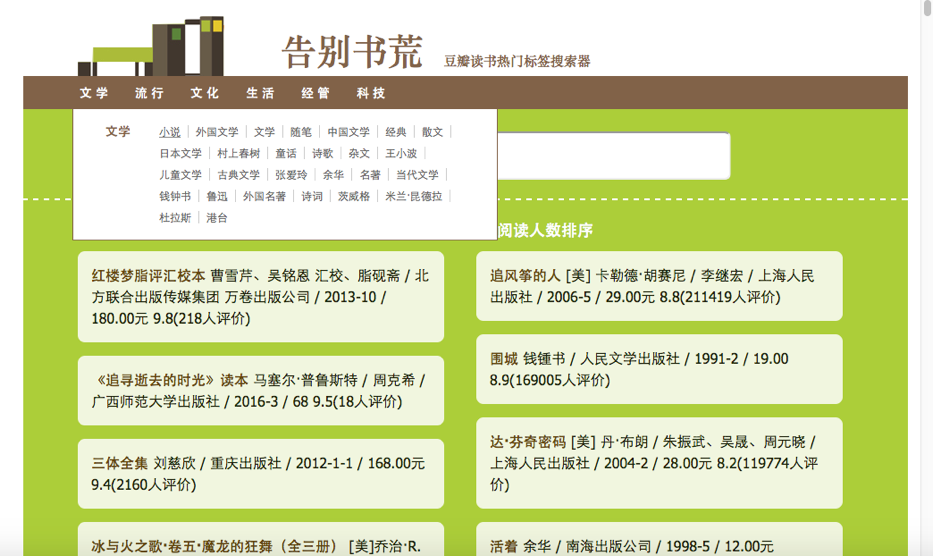 告别书荒
豆瓣读书热门标签搜索器
文学 流行 文化 生活 经管 科技
文学
小说 | 外国文学 | 文学 | 随笔 | 中国文学 | 经典 | 散文 |
日本文学 | 村上春树 | 童话 | 诗歌 | 杂文 | 王小波 |
儿童文学 | 古典文学 | 张爱玲 | 余华 | 名著 | 当代文学 |
钱钟书 | 鲁迅 | 外国名著 | 诗词 | 茨威格 | 米兰·昆德拉 |
杜拉斯 | 港台
阅读人数排序
红楼梦脂评汇校本 曹雪芹、吴铭恩 汇校、脂砚斋 / 北
方联合出版传媒集团 万卷出版公司 / 2013-10 /
180.00元 9.8(218人评价)
《追寻逝去的时光》读本 马塞尔·普鲁斯特 / 周克希 /
广西师范大学出版社 / 2016-3 / 68 9.5(18人评价)
三体全集 刘慈欣 / 重庆出版社 / 2012-1-1 / 168.00元
9.4(2160人评价)
冰与火之歌·卷五·魔龙的狂舞（全三册） [美]乔治·R.
追风筝的人 [美] 卡勒德·胡赛尼 / 李继宏 / 上海人民
出版社 / 2006-5 / 29.00元 8.8(211419人评价)
围城 钱锺书 / 人民文学出版社 / 1991-2 / 19.00
8.9(169005人评价)
达·芬奇密码 [美] 丹·布朗 / 朱振武、吴晟、周元晓 /
上海人民出版社 / 2004-2 / 28.00元 8.2(119774人评
价)
活着 余华 / 南海出版公司 / 1998-5 / 12.00元